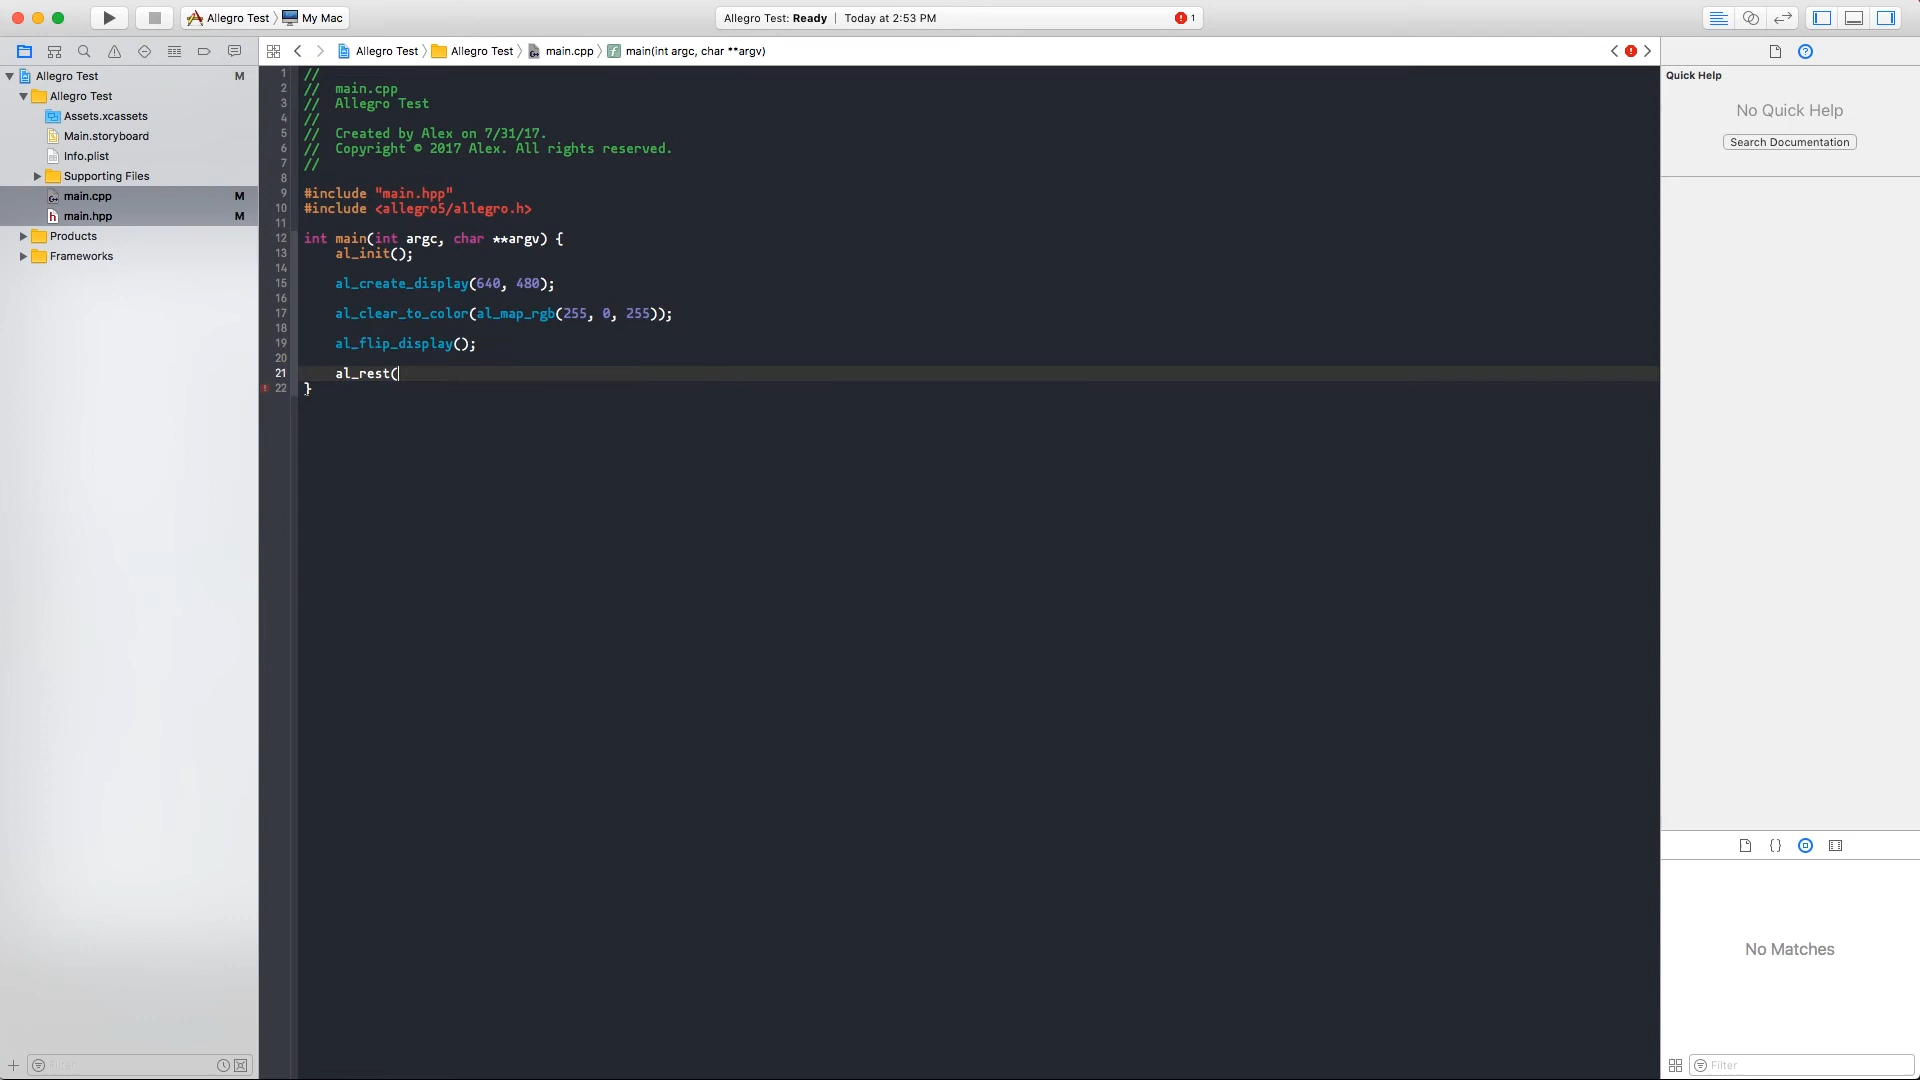 Allegro Test My Mac Allegro Test: Ready Today at 2:53 PM 1
Allegro Test Allegro Test main.cpp main(int argc, char **argv)
Allegro Test M
Allegro Test
Assets.xcassets
Main.storyboard
Info.plist
Supporting Files
main.cpp M
main.hpp M
Products
Frameworks
Filter
1 //
2 // main.cpp
3 // Allegro Test
4 //
5 // Created by Alex on 7/31/17.
6 // Copyright © 2017 Alex. All rights reserved.
7 //
8
9 #include "main.hpp"
10 #include <allegro5/allegro.h>
11
12 int main(int argc, char **argv) {
13 al_init();
14
15 al_create_display(640, 480);
16
17 al_clear_to_color(al_map_rgb(255, 0, 255));
18
19 al_flip_display();
20
21 al_rest(
22 }
Quick Help
No Quick Help
Search Documentation
No Matches
Filter